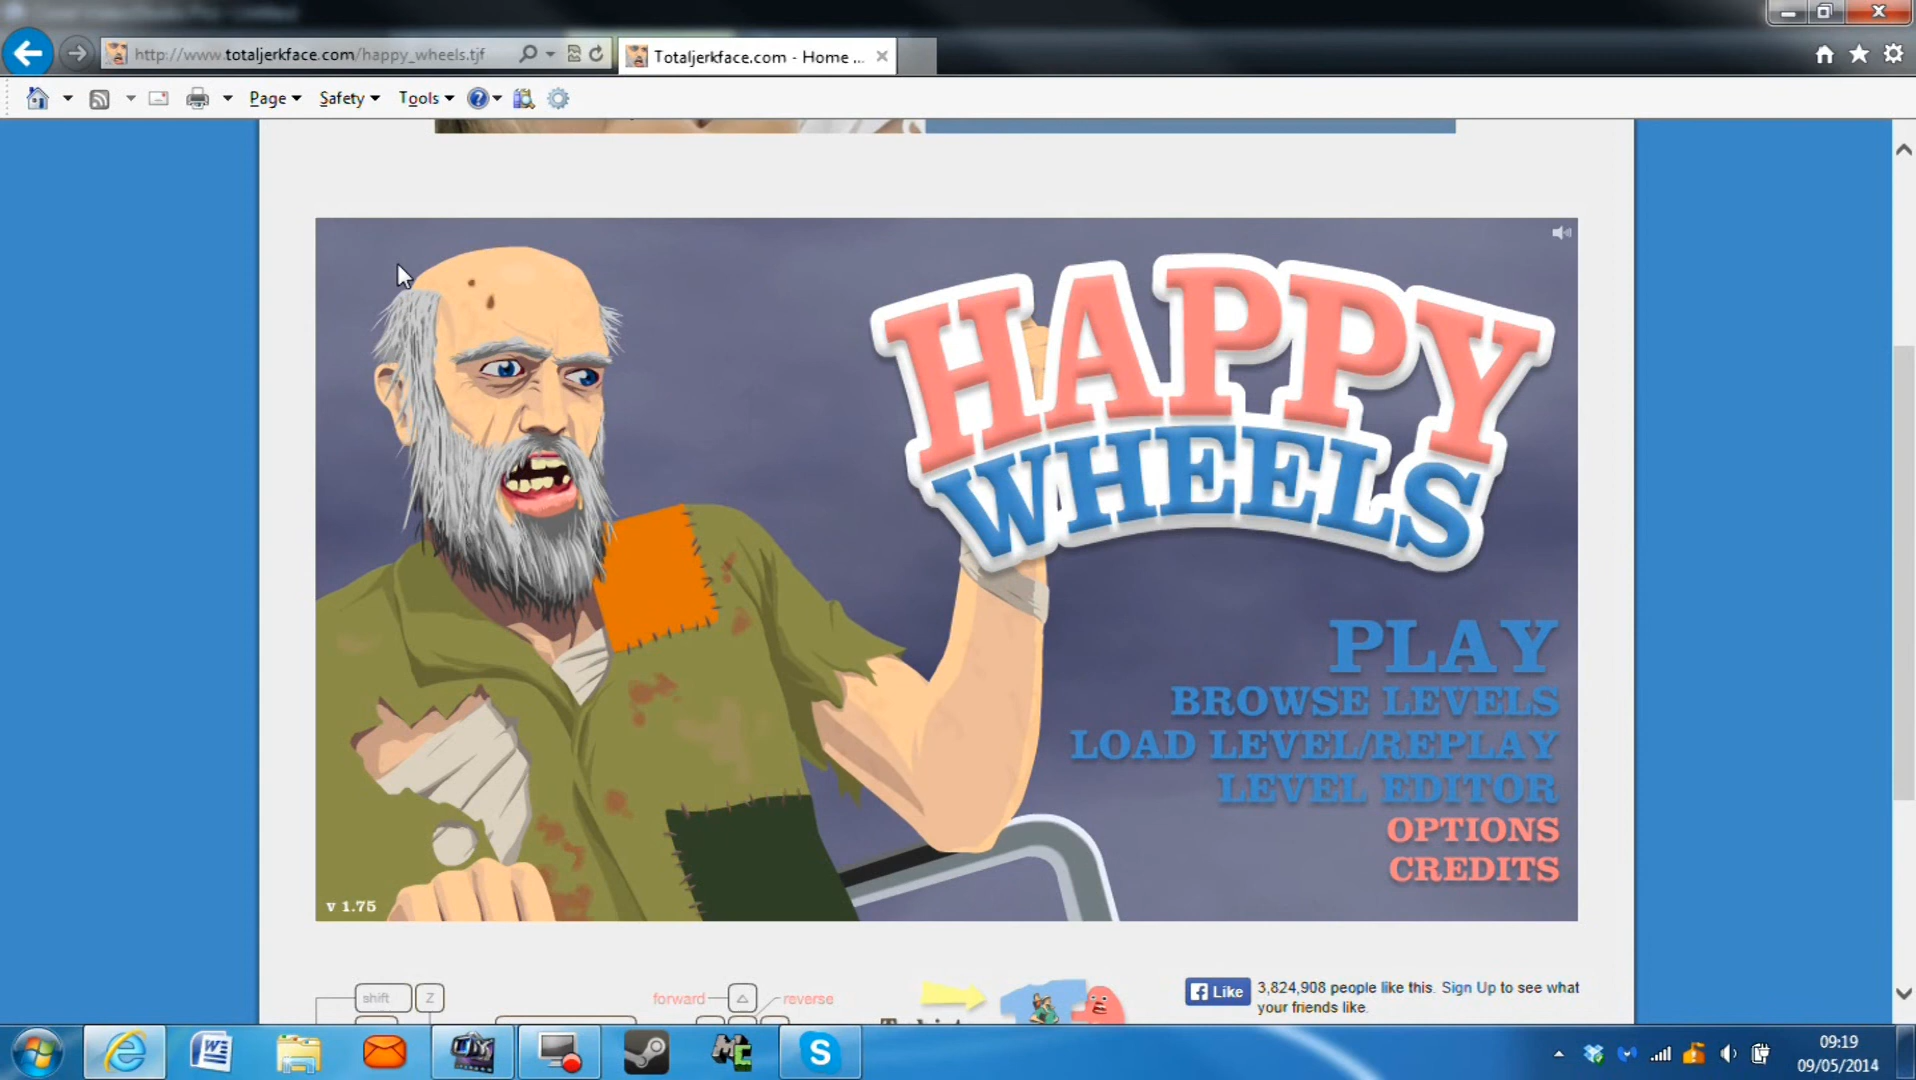 http://www.totaljerkface.com/happy_wheels.tjf
Totaljerkface.com - Home ...
Page
Safety
Tools
HAPPY
WHEELS
PLAY
BROWSE LEVELS
LOAD LEVEL/REPLAY
LEVEL EDITOR
OPTIONS
CREDITS
v 1.75
shift
Z
forward
reverse
Like
3,824,908 people like this. Sign Up to see what
your friends like.
W
MC
S
09:19
09/05/2014